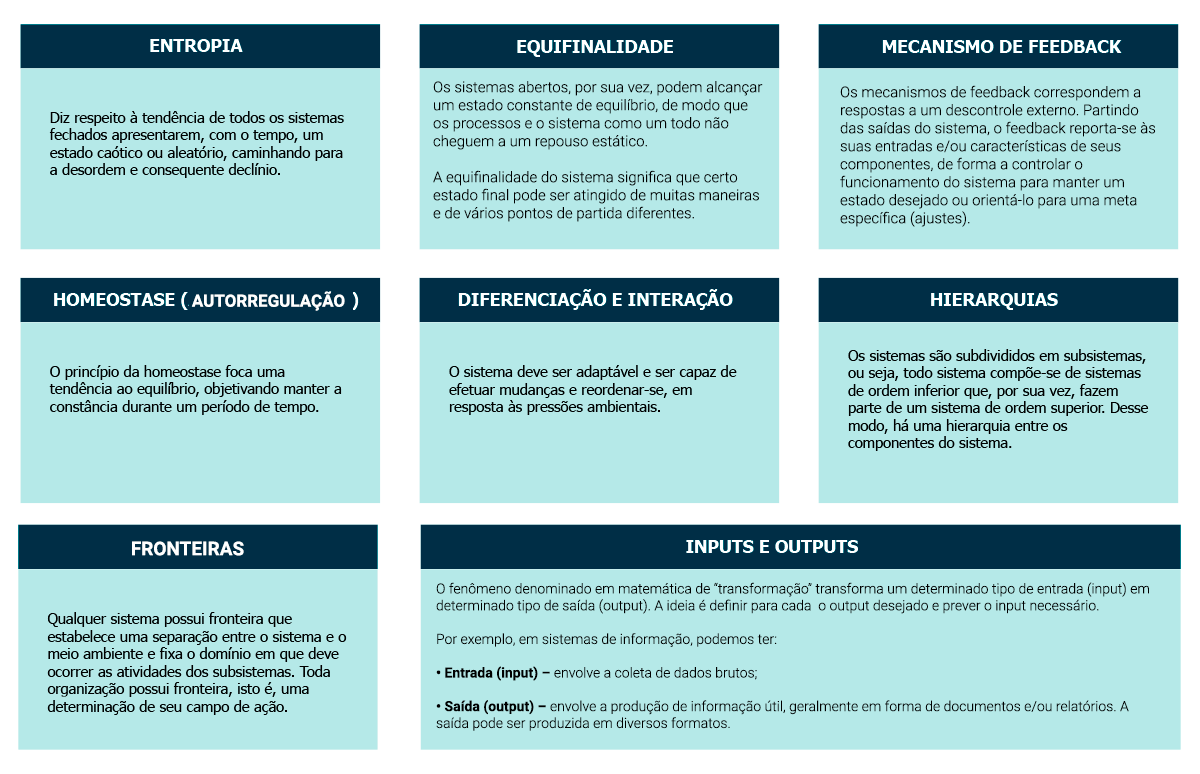 ENTROPIA
Diz respeito à tendência de todos os sistemas
fechados apresentarem, com o tempo, um
estado caótico ou aleatório, caminhando para
a desordem e consequente declínio.
EQUIFINALIDADE
Os sistemas abertos, por sua vez, podem alcançar
um estado constante de equilíbrio, de modo que
os processos e o sistema como um todo não
cheguem a um repouso estático.
A equifinalidade do sistema significa que certo
estado final pode ser atingido de muitas maneiras
e de vários pontos de partida diferentes.
MECANISMO DE FEEDBACK
Os mecanismos de feedback correspondem a
respostas a um descontrole externo. Partindo
das saídas do sistema, o feedback reporta-se às
suas entradas e/ou características de seus
componentes, de forma a controlar o
funcionamento do sistema para manter um
estado desejado ou orientá-lo para uma meta
específica (ajustes).
HOMEOSTASE ( AUTORREGULAÇÃO )
O princípio da homeostase foca uma
tendência ao equilíbrio, objetivando manter a
constância durante um período de tempo.
DIFERENCIAÇÃO E INTERAÇÃO
O sistema deve ser adaptável e ser capaz de
efetuar mudanças e reordenar-se, em
resposta às pressões ambientais.
HIERARQUIAS
Os sistemas são subdivididos em subsistemas,
ou seja, todo sistema compõe-se de sistemas
de ordem inferior que, por sua vez, fazem
parte de um sistema de ordem superior. Desse
modo, há uma hierarquia entre os
componentes do sistema.
FRONTEIRAS
Qualquer sistema possui fronteira que
estabelece uma separação entre o sistema e o
meio ambiente e fixa o domínio em que deve
ocorrer as atividades dos subsistemas. Toda
organização possui fronteira, isto é, uma
determinação de seu campo de ação.
INPUTS E OUTPUTS
O fenômeno denominado em matemática de “transformação” transforma um determinado tipo de entrada (input) em
determinado tipo de saída (output). A ideia é definir para cada o output desejado e prever o input necessário.
Por exemplo, em sistemas de informação, podemos ter:
• Entrada (input) – envolve a coleta de dados brutos;
• Saída (output) – envolve a produção de informação útil, geralmente em forma de documentos e/ou relatórios. A
saída pode ser produzida em diversos formatos.